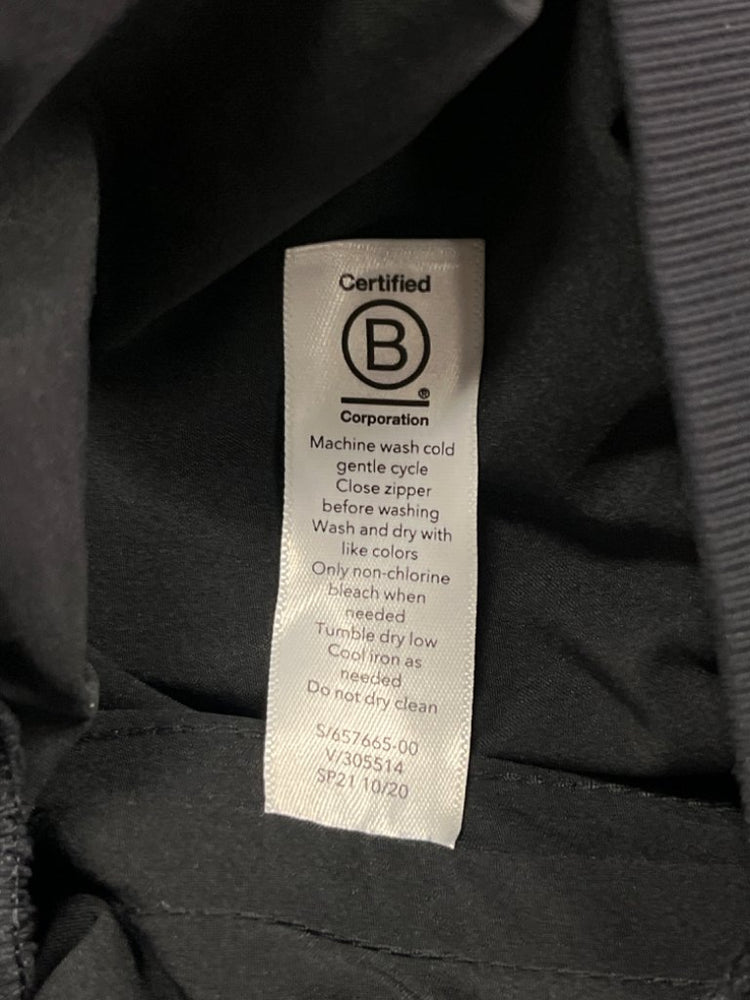 Certified
B
®
Corporation
Machine wash cold
gentle cycle
Close zipper
before washing
Wash and dry with
like colors
Only non-chlorine
bleach when
needed
Tumble dry low
Cool iron as
needed
Do not dry clean
S/657665-00
V/305514
SP21 10/20